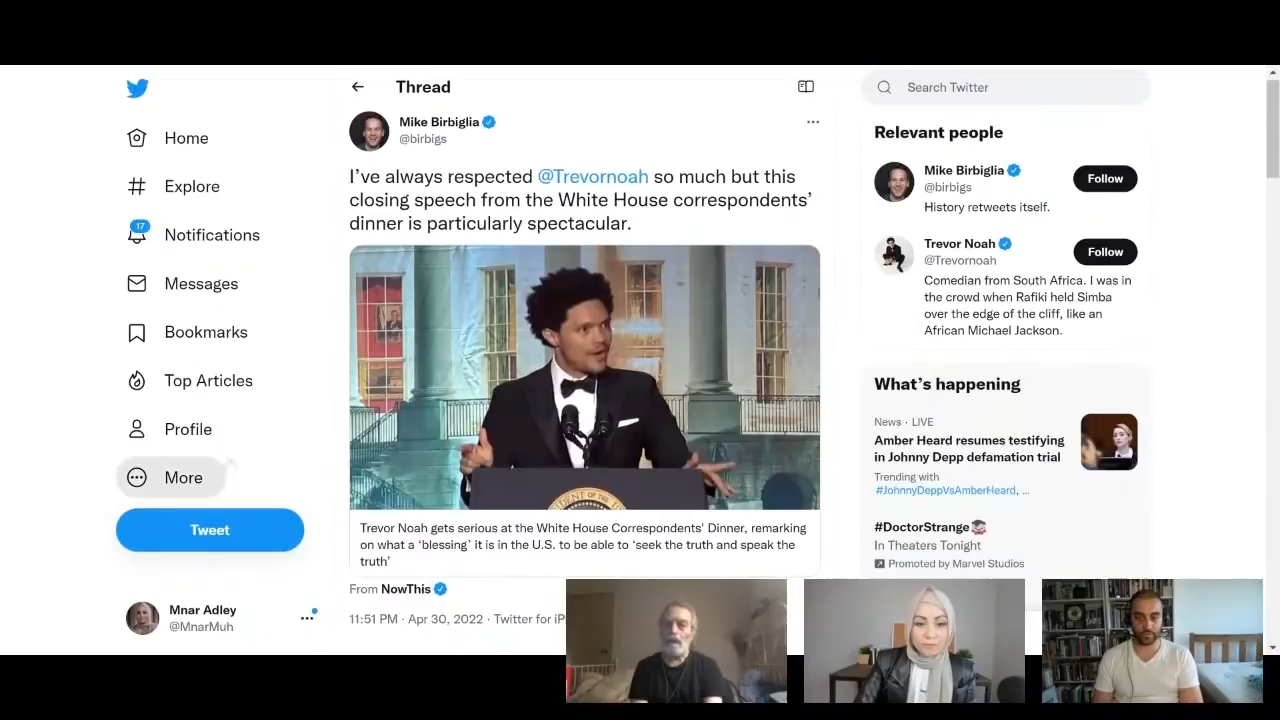 Home
Explore
17
Notifications
Messages
Bookmarks
Top Articles
Profile
More
Tweet
Mnar Adley
@MnarMuh
Thread
Mike Birbiglia
@birbigs
I've always respected @Trevornoah so much but this
closing speech from the White House correspondents'
dinner is particularly spectacular.
Trevor Noah gets serious at the White House Correspondents' Dinner, remarking
on what a 'blessing' it is in the U.S. to be able to 'seek the truth and speak the
truth'
From NowThis
11:51 PM · Apr 30, 2022 · Twitter for iP
Search Twitter
Relevant people
Mike Birbiglia
@birbigs
Follow
History retweets itself.
Trevor Noah
@Trevornoah
Follow
Comedian from South Africa. I was in
the crowd when Rafiki held Simba
over the edge of the cliff, like an
African Michael Jackson.
What's happening
News · LIVE
Amber Heard resumes testifying
in Johnny Depp defamation trial
Trending with
#JohnnyDeppVsAmberHeard, ...
#DoctorStrange
In Theaters Tonight
Promoted by Marvel Studios